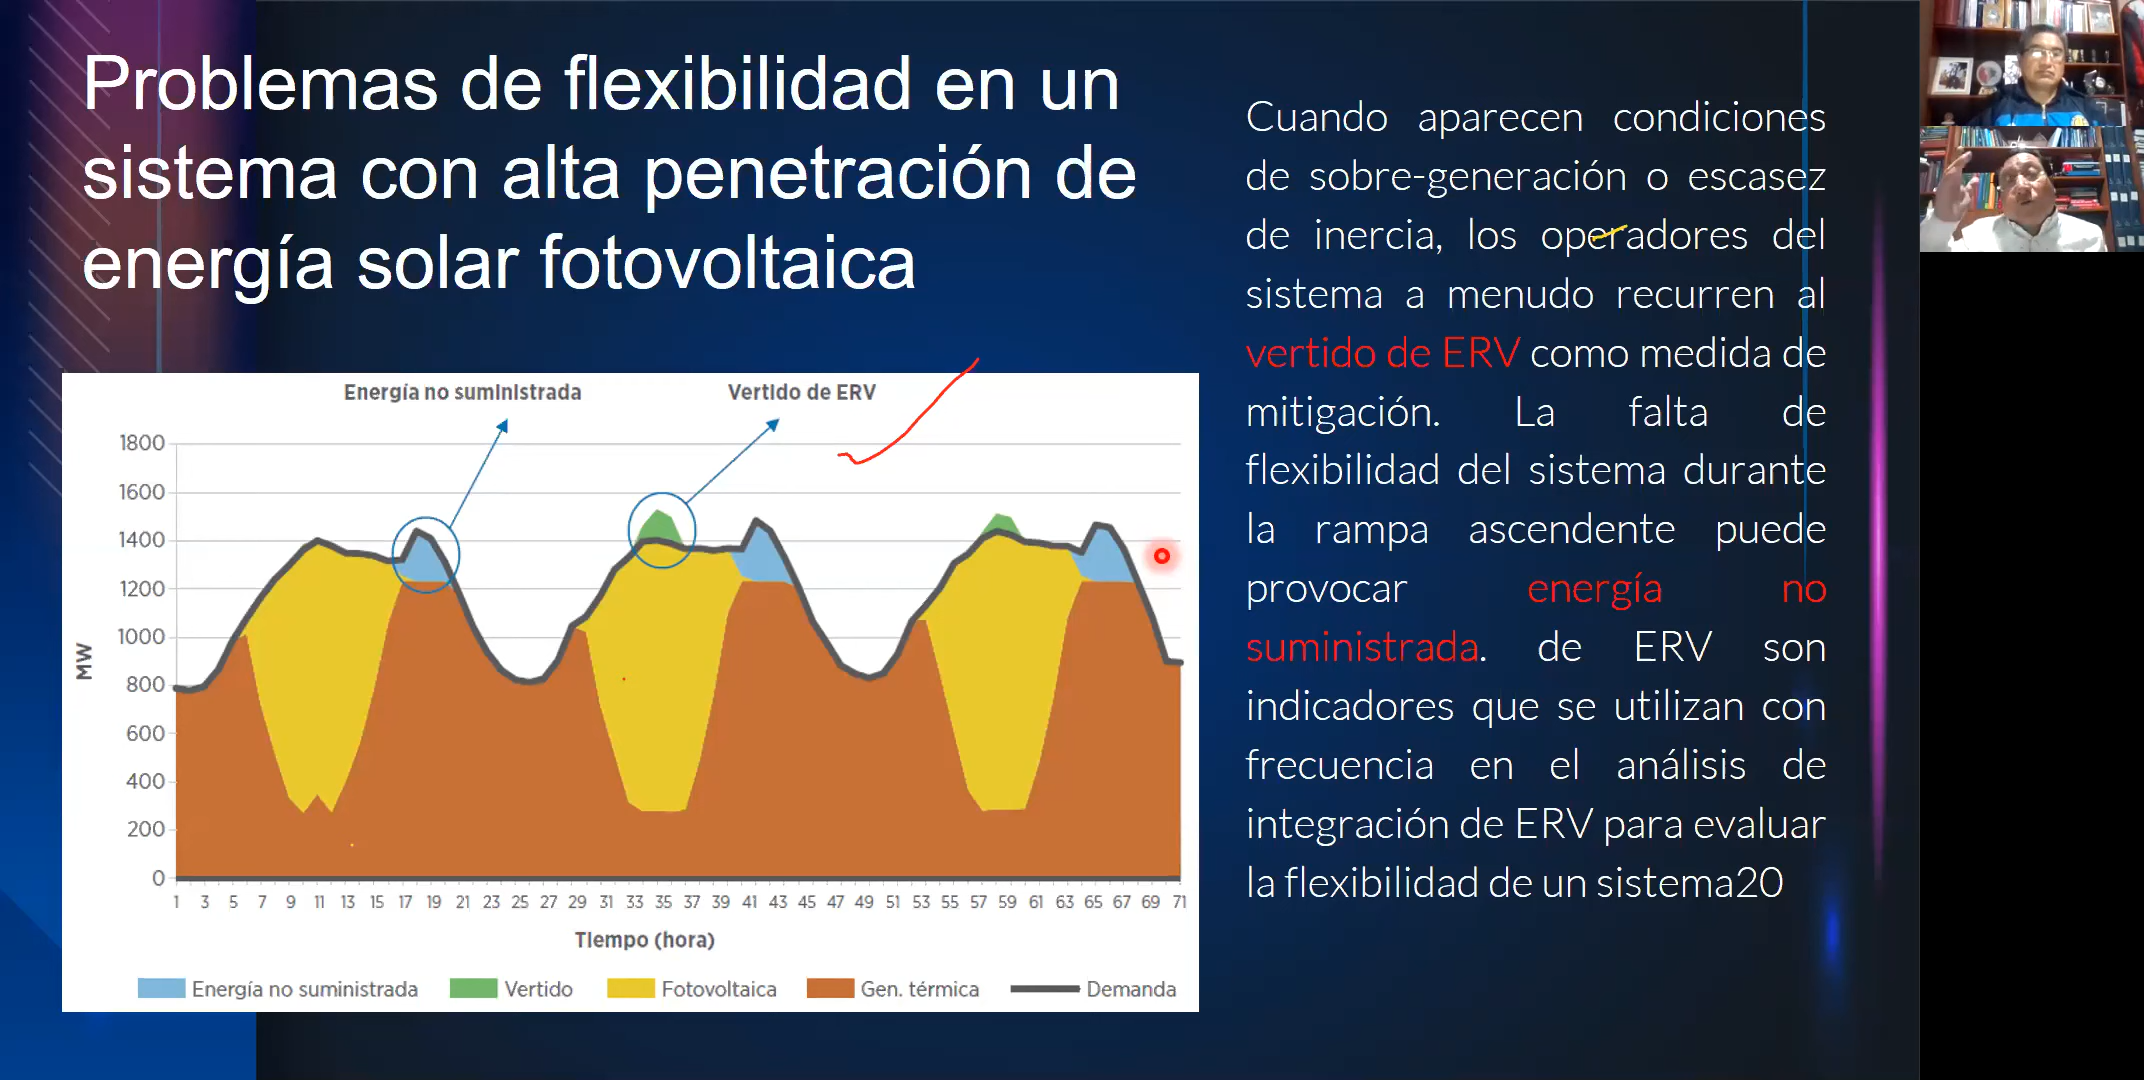 Problemas de flexibilidad en un
sistema con alta penetración de
energía solar fotovoltaica
Cuando aparecen condiciones
de sobre-generación o escasez
de inercia, los operadores del
sistema a menudo recurren al
vertido de ERV como medida de
mitigación. La falta de
flexibilidad del sistema durante
la rampa ascendente puede
provocar energía no
suministrada. de ERV son
indicadores que se utilizan con
frecuencia en el análisis de
integración de ERV para evaluar
la flexibilidad de un sistema20
Energía no suministrada
Vertido de ERV
1800
1600
1400
1200
1000
800
600
400
200
0
MW
1 3 5 7 9 11 13 15 17 19 21 23 25 27 29 31 33 35 37 39 41 43 45 47 49 51 53 55 57 59 61 63 65 67 69 71
Tiempo (hora)
Energía no suministrada Vertido Fotovoltaica Gen. térmica Demanda